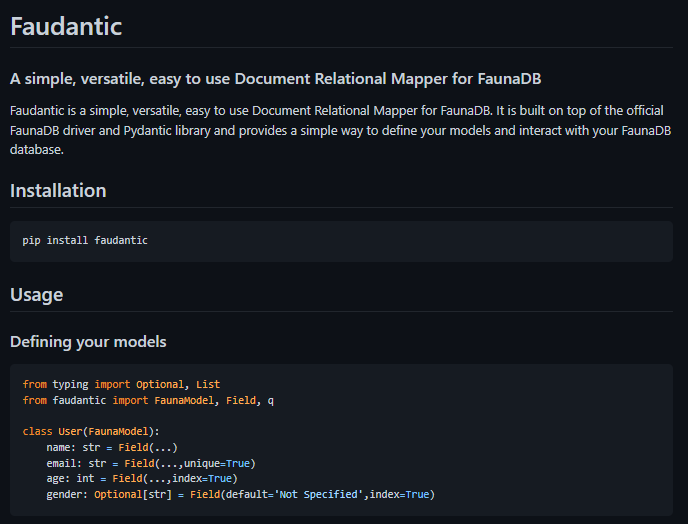 Faudantic
A simple, versatile, easy to use Document Relational Mapper for FaunaDB
Faudantic is a simple, versatile, easy to use Document Relational Mapper for FaunaDB. It is built on top of the official
FaunaDB driver and Pydantic library and provides a simple way to define your models and interact with your FaunaDB
database.
Installation
pip install faudantic
Usage
Defining your models
from typing import Optional, List
from faudantic import FaunaModel, Field, q
class User(FaunaModel):
    name: str = Field(...)
    email: str = Field(...,unique=True)
    age: int = Field(...,index=True)
    gender: Optional[str] = Field(default='Not Specified',index=True)